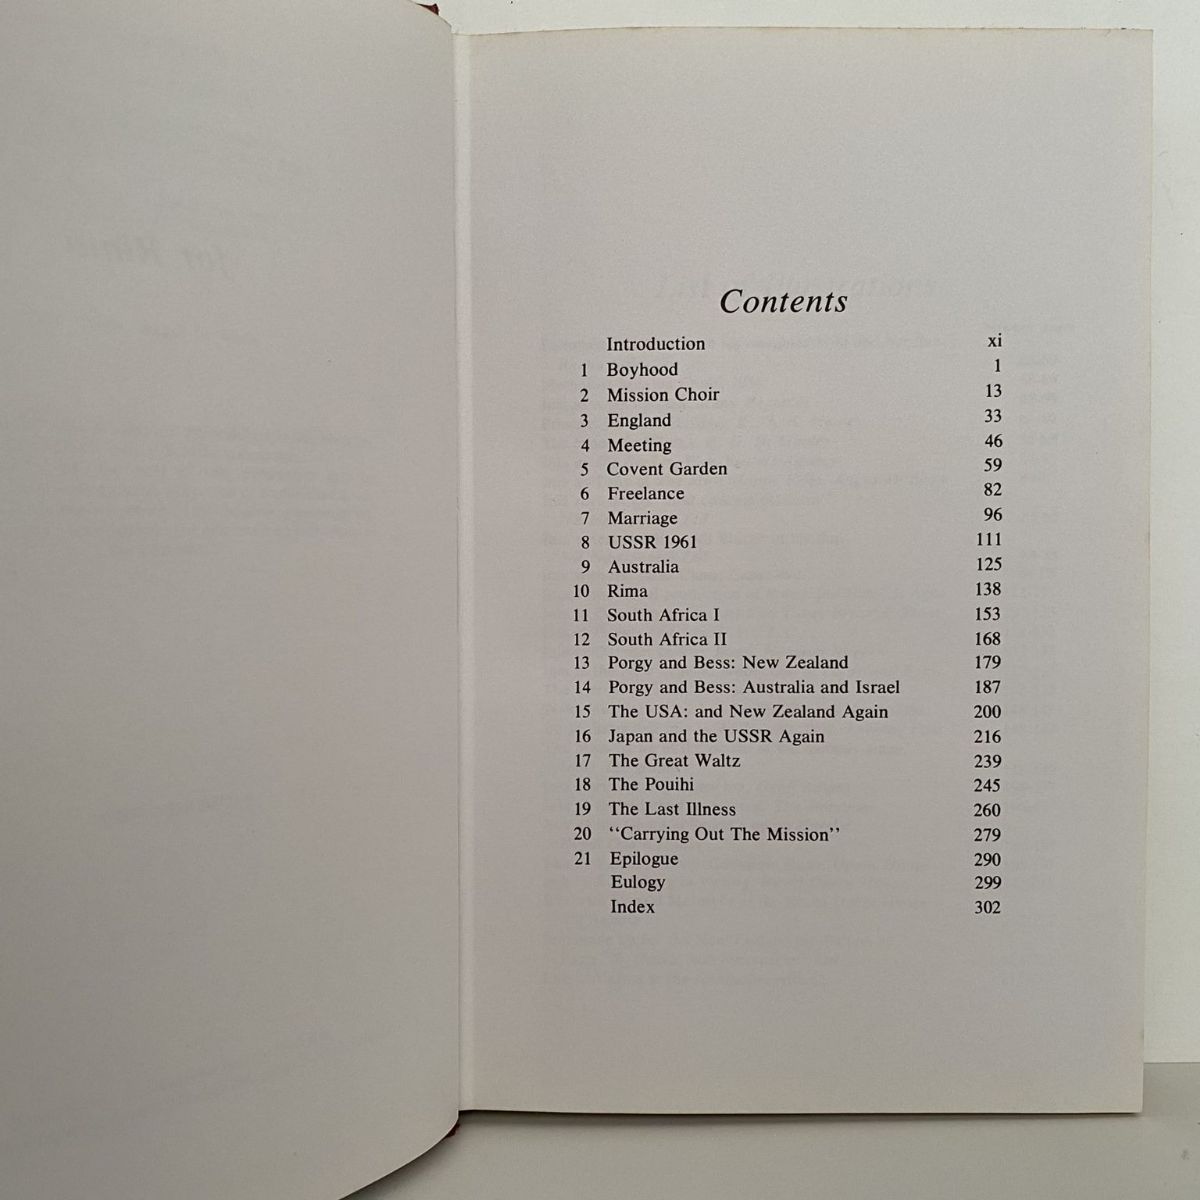 Contents
Introduction xi
1 Boyhood 1
2 Mission Choir 13
3 England 33
4 Meeting 46
5 Covent Garden 59
6 Freelance 82
7 Marriage 96
8 USSR 1961 111
9 Australia 125
10 Rima 138
11 South Africa I 153
12 South Africa II 168
13 Porgy and Bess: New Zealand 179
14 Porgy and Bess: Australia and Israel 187
15 The USA: and New Zealand Again 200
16 Japan and the USSR Again 216
17 The Great Waltz 239
18 The Pouihi 245
19 The Last Illness 260
20 ‘‘Carrying Out The Mission’’ 279
21 Epilogue 290
Eulogy 299
Index 302